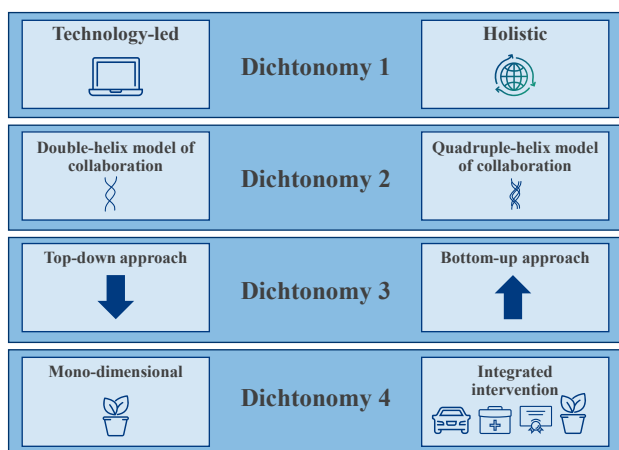 Technology-led
Dichtonomy 1
Holistic
Double-helix model of
collaboration
Dichtonomy 2
Quadruple-helix model
of collaboration
Top-down approach
Dichtonomy 3
Bottom-up approach
Mono-dimensional
Dichtonomy 4
Integrated
intervention